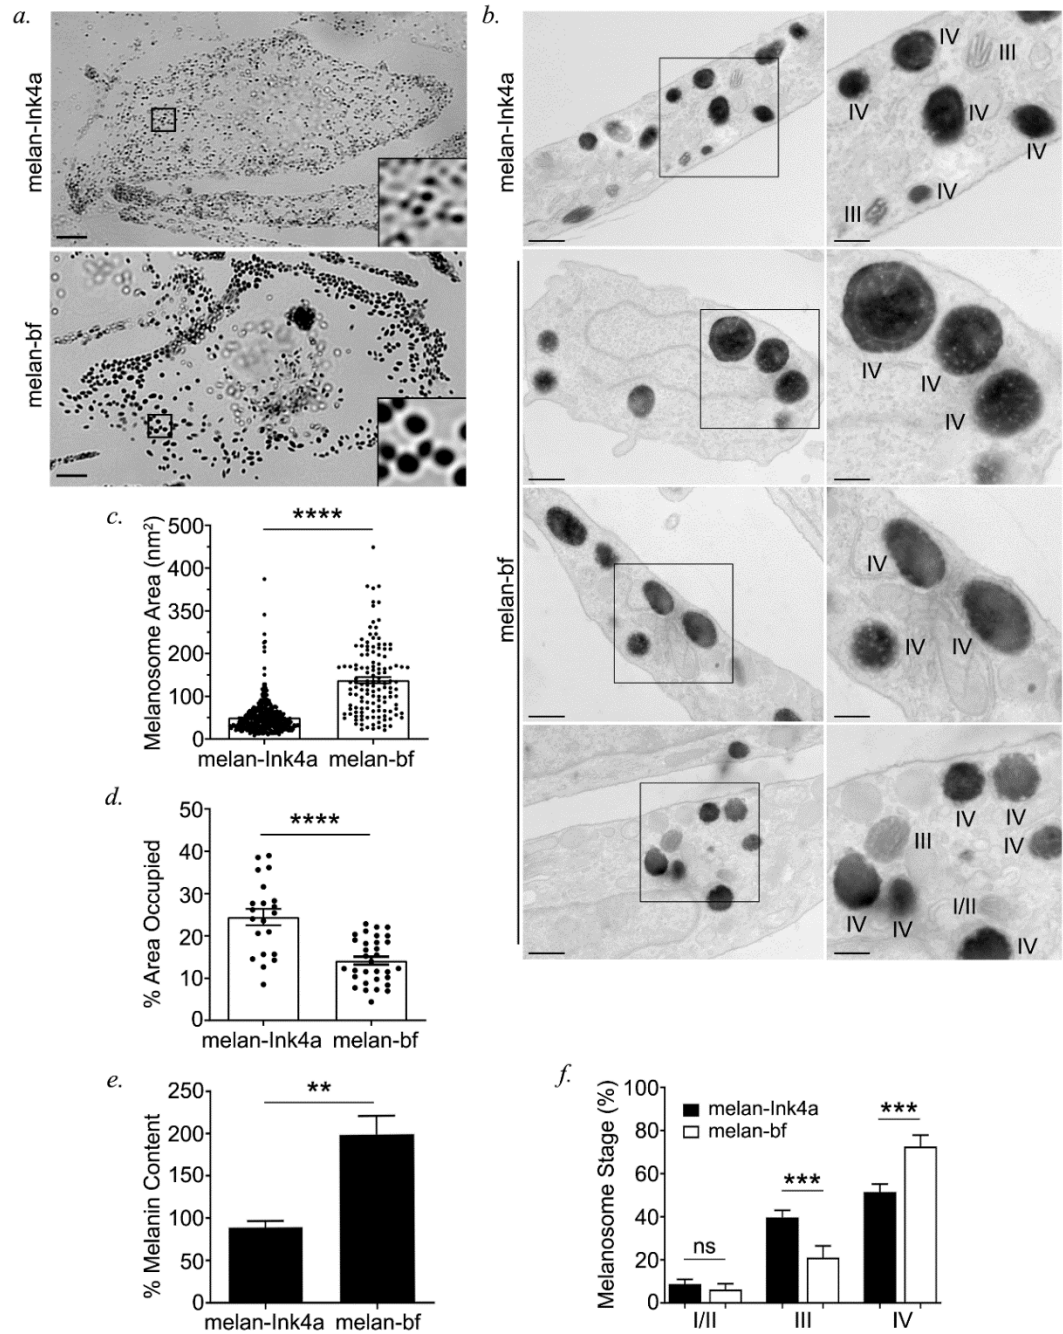 a.
melan-Ink4a
melan-bf
b.
melan-Ink4a
IV
III
IV
IV
IV
III
IV
melan-bf
IV
IV
IV
IV
IV
IV
IV
IV
III
IV
I/II
IV
IV
IV
c.
****
Melanosome Area (nm²)
500
400
350
200
100
0
melan-Ink4a melan-bf
d.
****
% Area Occupied
50
40
30
20
10
0
melan-Ink4a melan-bf
e.
**
% Melanin Content
250
200
150
100
50
0
melan-Ink4a melan-bf
f.
Melanosome Stage (%)
100
80
60
40
20
0
melan-Ink4a
melan-bf
ns
***
***
I/II III IV